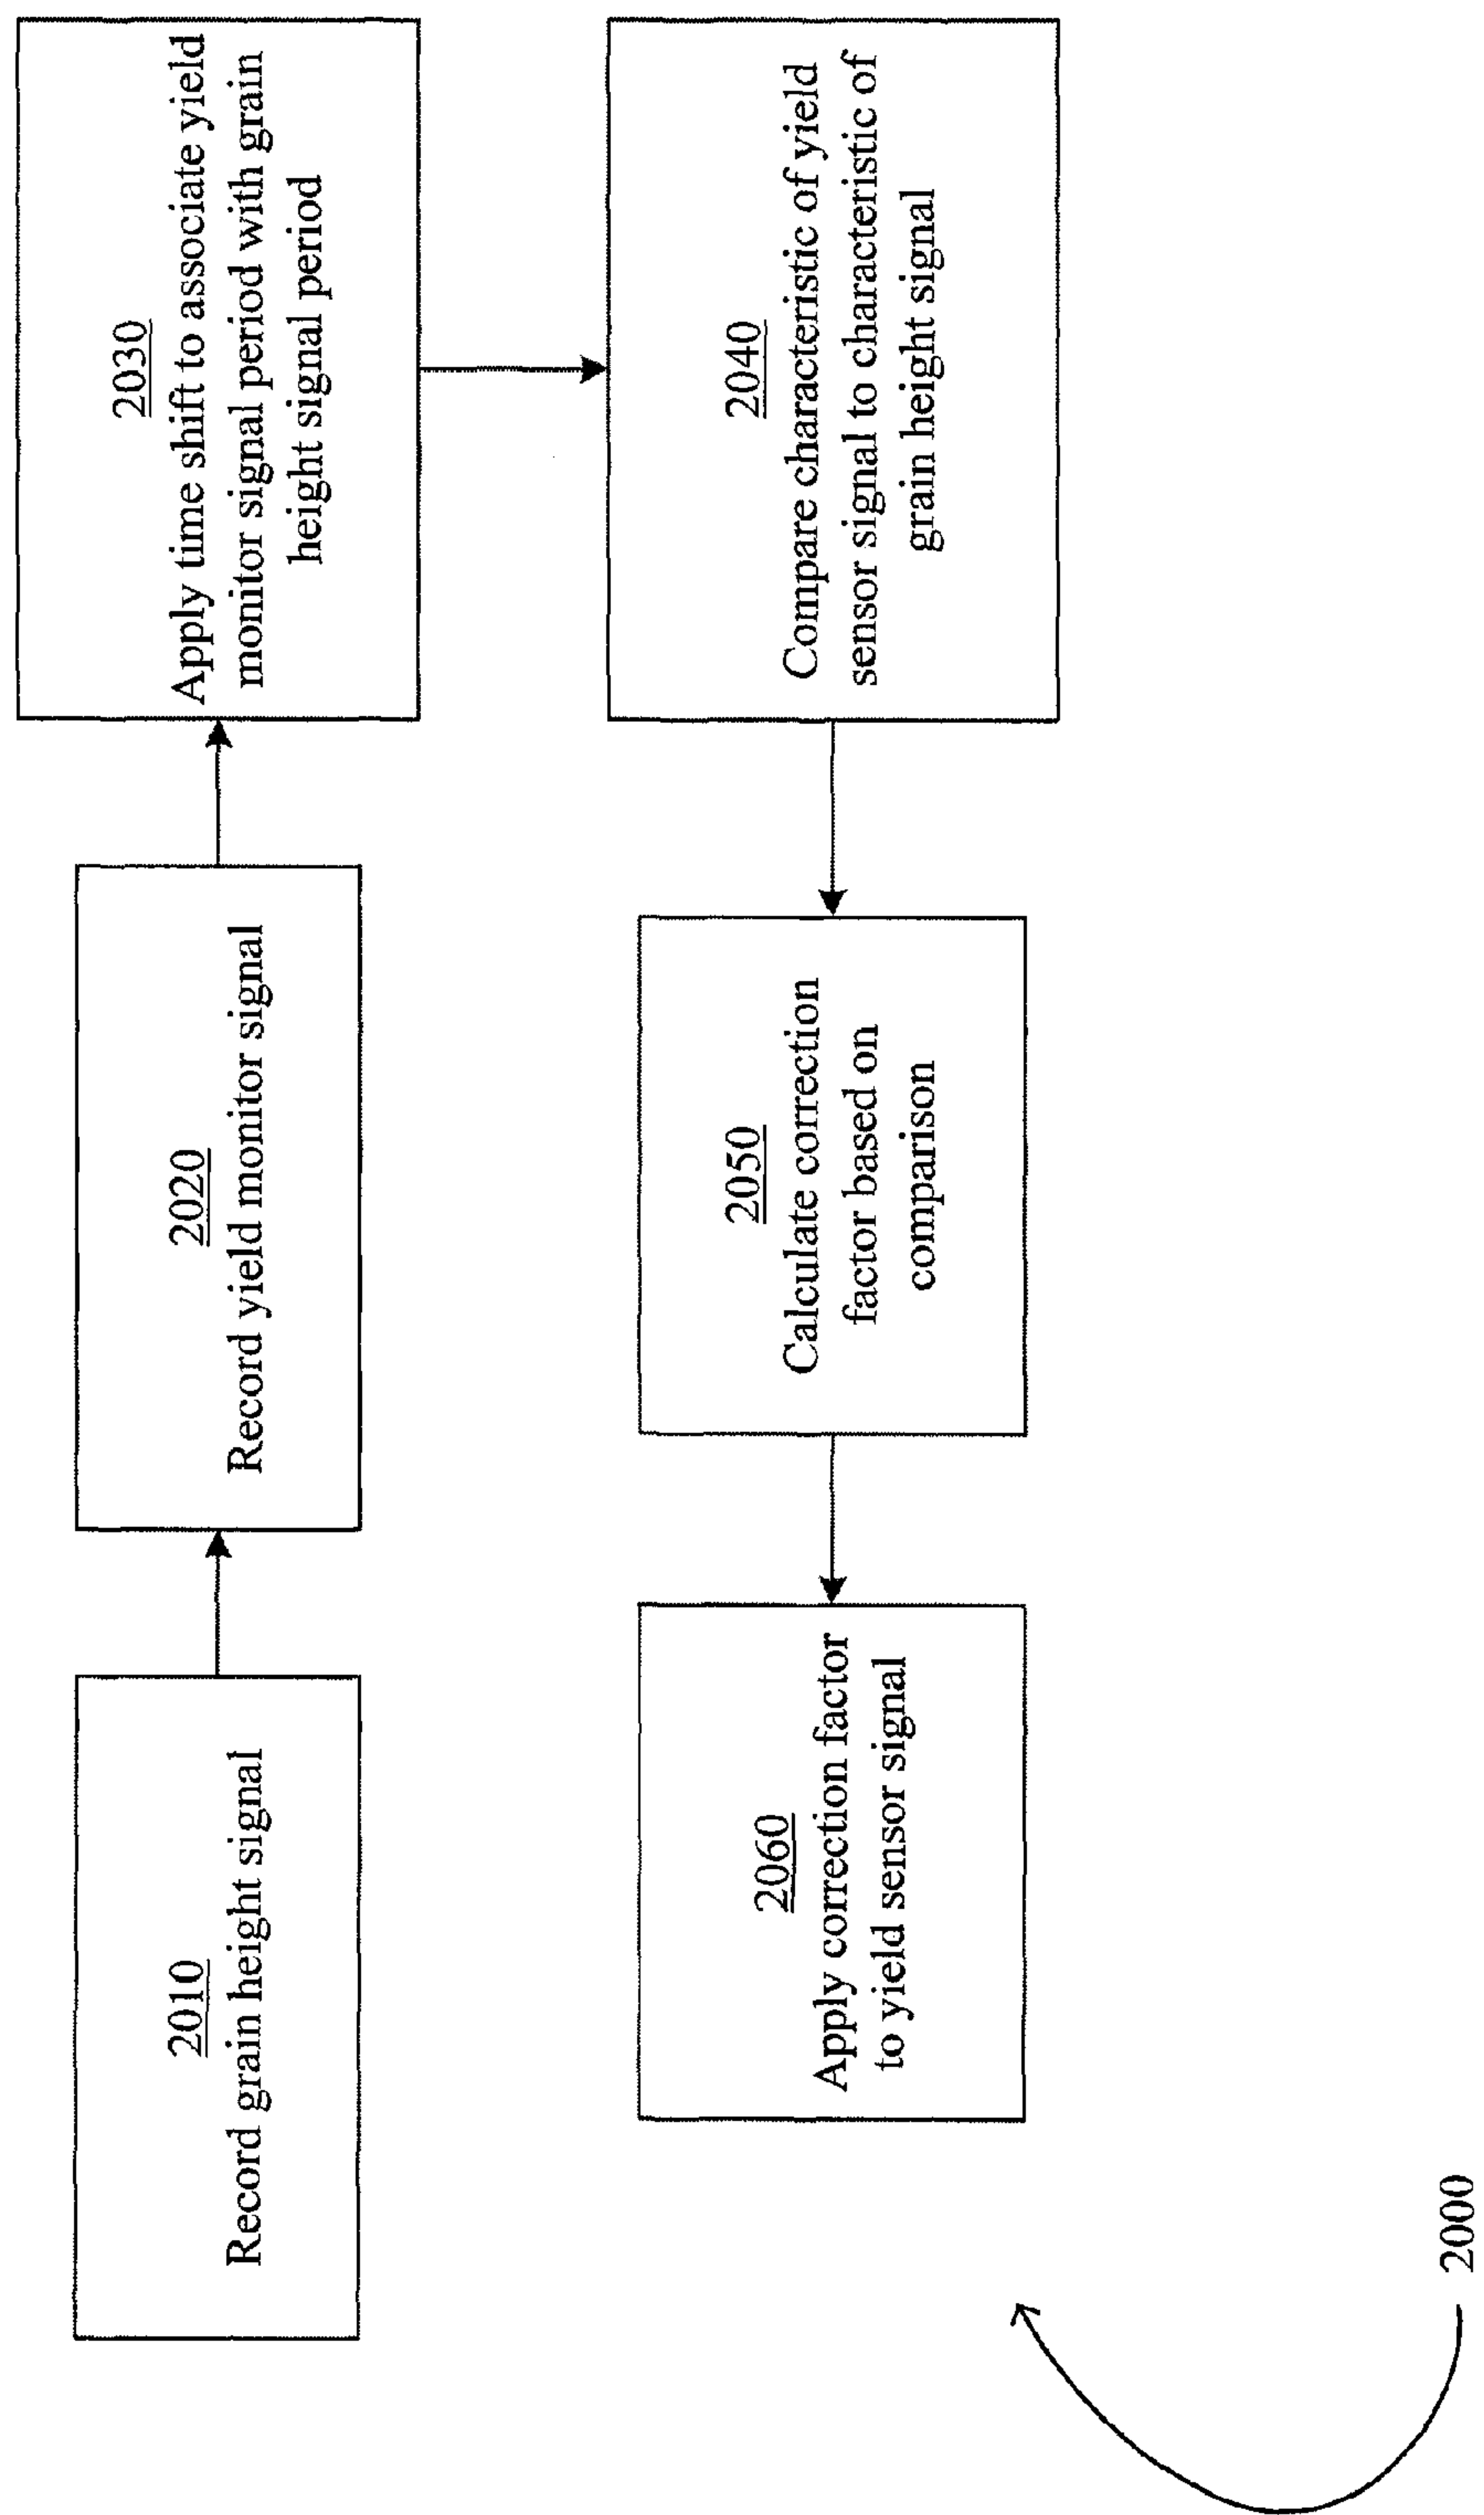 2010
Record grain height signal
2020
Record yield monitor signal
2030
Apply time shift to associate yield
monitor signal period with grain
height signal period
2040
Compare characteristic of yield
sensor signal to characteristic of
grain height signal
2050
Calculate correction
factor based on
comparison
2060
Apply correction factor
to yield sensor signal
2000